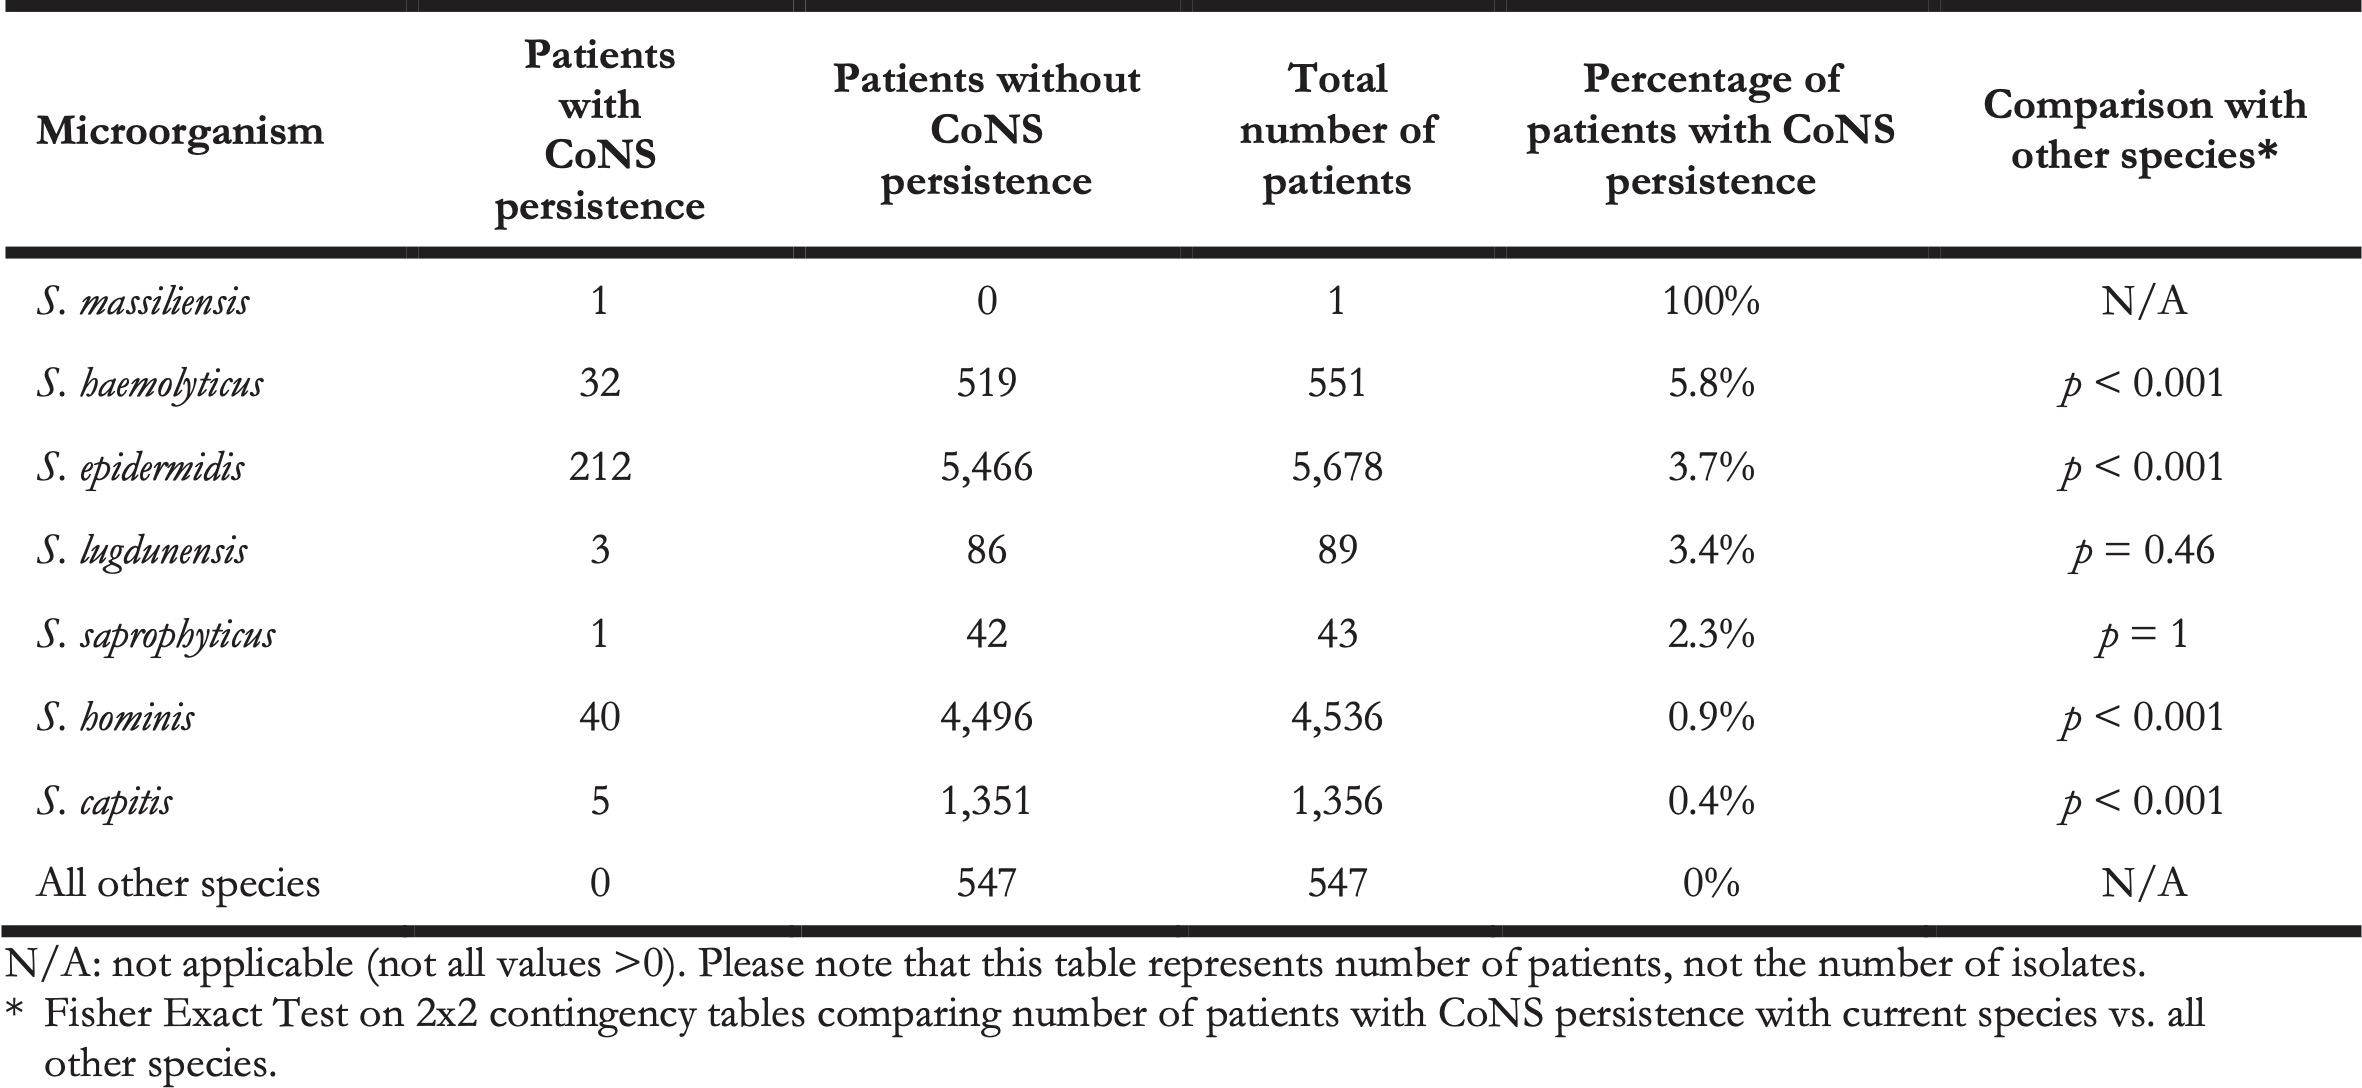 Microorganism Patients with CoNS persistence Patients without CoNS persistence Total number of patients Percentage of patients with CoNS persistence Comparison with other species*
S. massiliensis 1 0 1 100% N/A
S. haemolyticus 32 519 551 5.8% p < 0.001
S. epidermidis 212 5,466 5,678 3.7% p < 0.001
S. lugdunensis 3 86 89 3.4% p = 0.46
S. saprophyticus 1 42 43 2.3% p = 1
S. hominis 40 4,496 4,536 0.9% p < 0.001
S. capitis 5 1,351 1,356 0.4% p < 0.001
All other species 0 547 547 0% N/A
N/A: not applicable (not all values >0). Please note that this table represents number of patients, not the number of isolates.
* Fisher Exact Test on 2x2 contingency tables comparing number of patients with CoNS persistence with current species vs. all
other species.